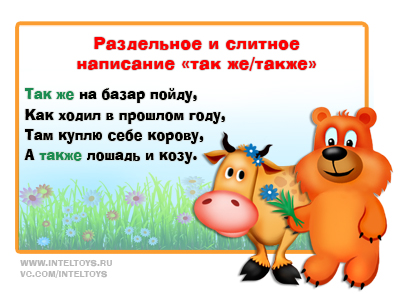 Раздельное и слитное
написание «так же/также»
Так же на базар пойду,
Как ходил в прошлом году,
Там куплю себе корову,
А также лошадь и козу.
WWW.INTELTOYS.RU
VC.COM/INTELTOYS